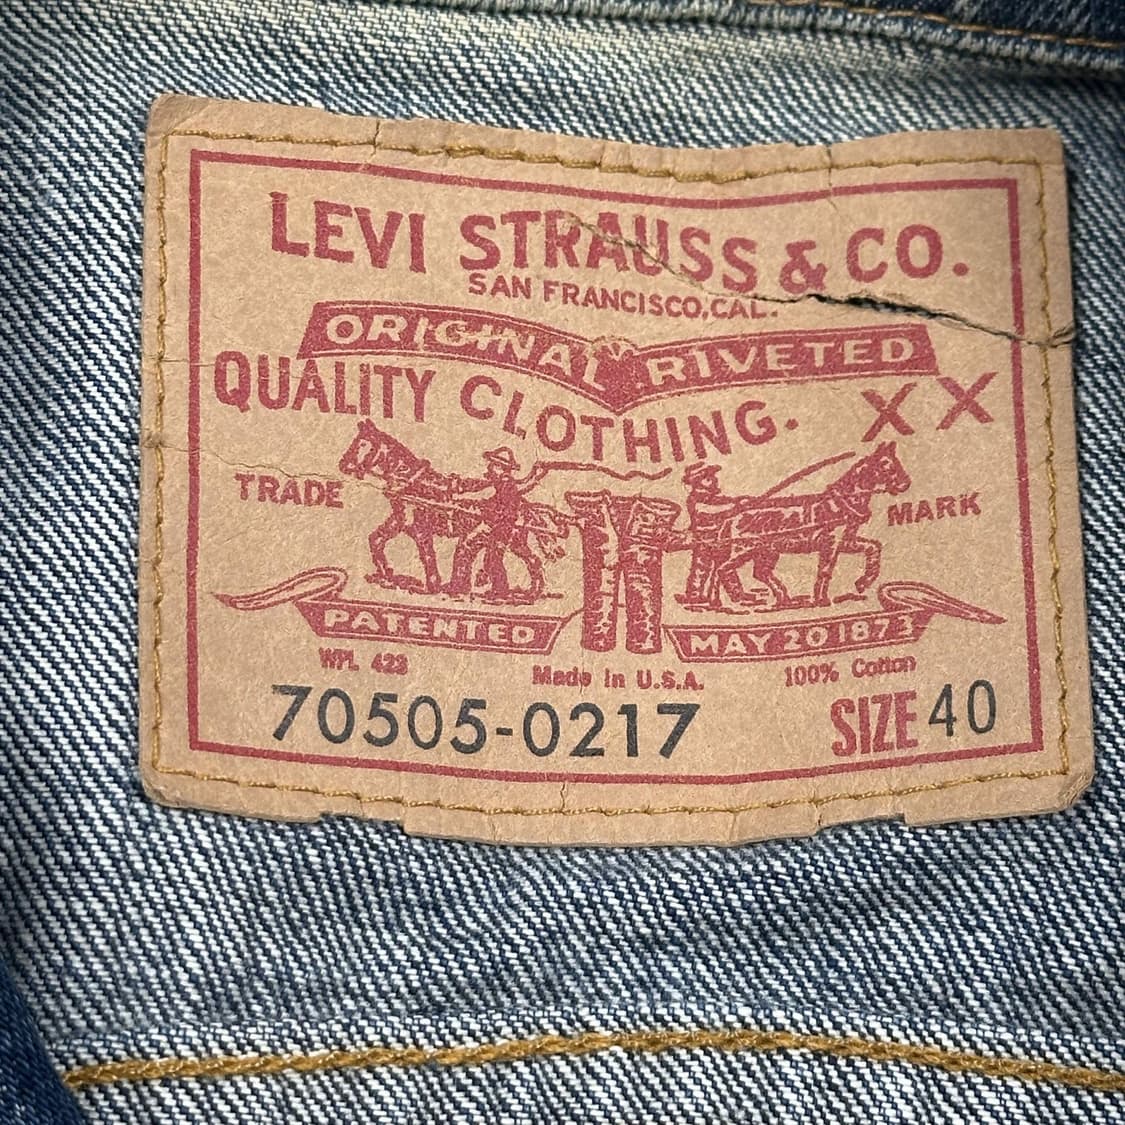 LEVI STRAUSS & CO.
SAN FRANCISCO, CAL.
ORIGINAL RIVETED
QUALITY CLOTHING. XX
TRADE MARK
PATENTED MAY 20 1873
WPL 423 Made in U.S.A. 100% Cotton
70505-0217 SIZE 40